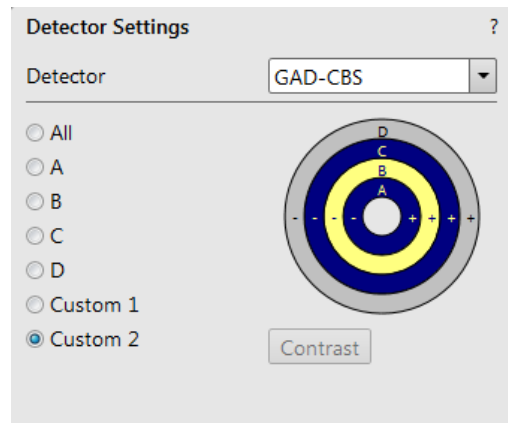 Detector Settings ?
Detector GAD-CBS
All
A
B
C
D
Custom 1
Custom 2
D
C
B
A
- - - - + + + +
Contrast